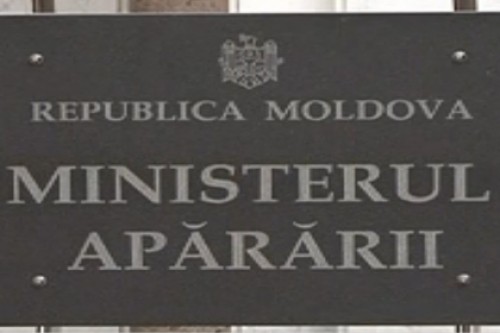 REPUBLICA MOLDOVA
MINISTERUL
APĂRĂRII